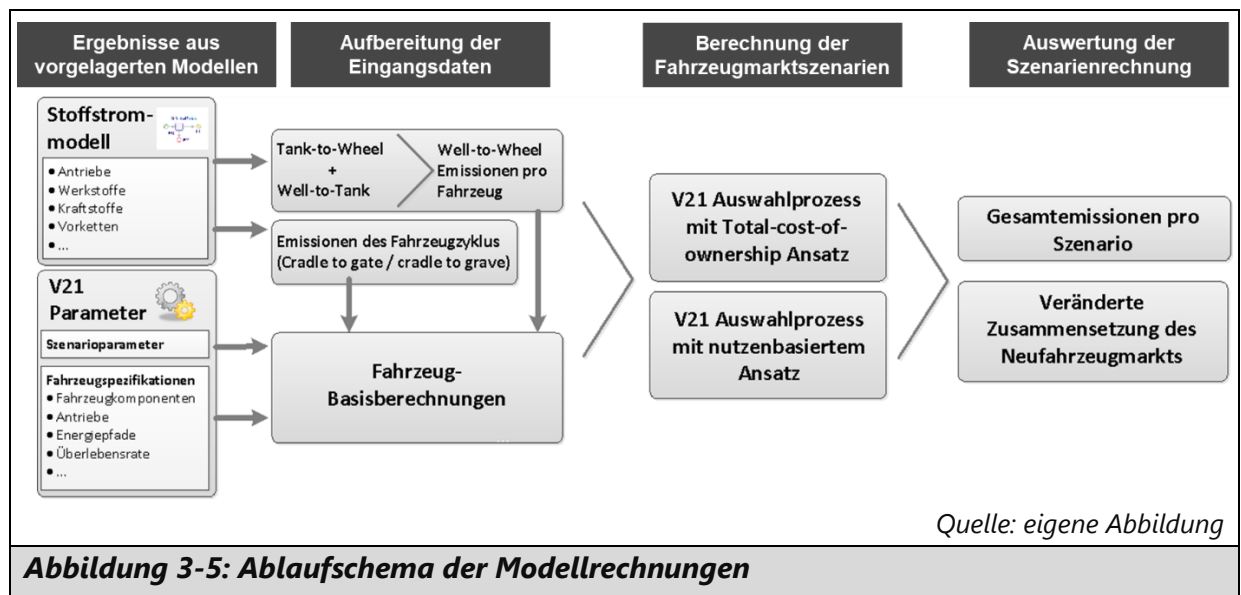 Ergebnisse aus
vorgelagerten Modellen
Aufbereitung der
Eingangsdaten
Berechnung der
Fahrzeugmarktszenarien
Auswertung der
Szenarienrechnung
Stoffstrom-
modell
• Antriebe
• Werkstoffe
• Kraftstoffe
• Vorketten
• ...
V21
Parameter
Szenarioparameter
Fahrzeugspezifikationen
• Fahrzeugkomponenten
• Antriebe
• Energiepfade
• Überlebensrate
• ...
Tank-to-Wheel
+
Well-to-Tank
Well-to-Wheel
Emissionen pro
Fahrzeug
Emissionen des Fahrzeugzyklus
(Cradle to gate / cradle to grave)
Fahrzeug-
Basisberechnungen
...
V21 Auswahlprozess
mit Total-cost-of-
ownership Ansatz
V21 Auswahlprozess
mit nutzenbasiertem
Ansatz
Gesamtemissionen pro
Szenario
Veränderte
Zusammensetzung des
Neufahrzeugmarkts
Quelle: eigene Abbildung
Abbildung 3-5: Ablaufschema der Modellrechnungen